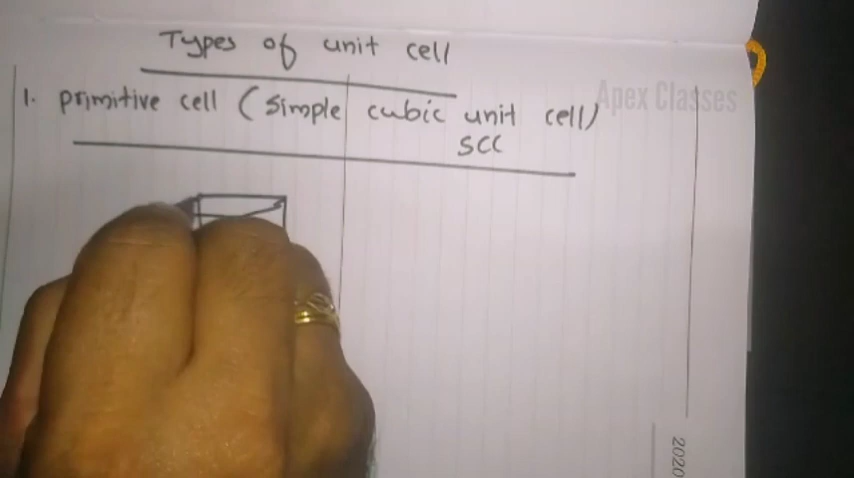 Types of unit cell
1. primitive cell (simple cubic unit cell)
SCC
Apex Classes
2020